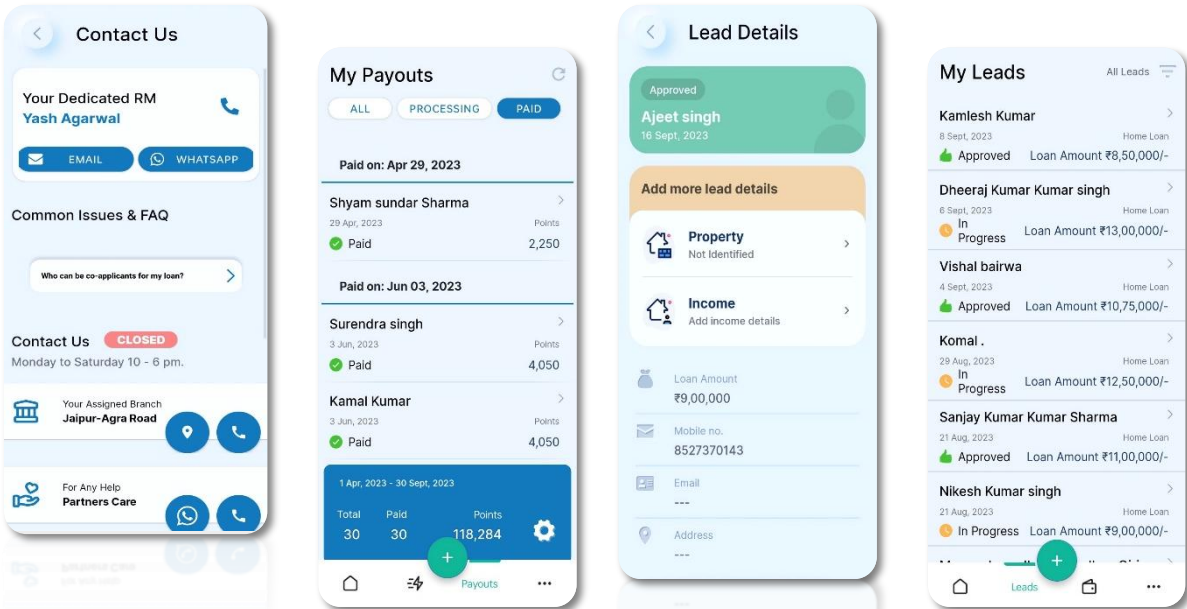 Contact Us
Your Dedicated RM
Yash Agarwal
EMAIL
WHATSAPP
Common Issues & FAQ
Who can be co-applicants for my loan?
Contact Us CLOSED
Monday to Saturday 10 - 6 pm.
Your Assigned Branch
Jaipur-Agra Road
For Any Help
Partners Care
My Payouts
ALL PROCESSING PAID
Paid on: Apr 29, 2023
Shyam sundar Sharma
29 Apr, 2023 Points
Paid 2,250
Paid on: Jun 03, 2023
Surendra singh
3 Jun, 2023 Points
Paid 4,050
Kamal Kumar
3 Jun, 2023 Points
Paid 4,050
1 Apr, 2023 - 30 Sept, 2023
Total Paid Points
30 30 118,284
Payouts
Lead Details
Approved
Ajeet singh
16 Sept, 2023
Add more lead details
Property
Not Identified
Income
Add income details
Loan Amount
₹9,00,000
Mobile no.
8527370143
Email
---
Address
---
My Leads All Leads
Kamlesh Kumar
8 Sept, 2023 Home Loan
Approved Loan Amount ₹8,50,000/-
Dheeraj Kumar Kumar singh
6 Sept, 2023 Home Loan
In
Progress Loan Amount ₹13,00,000/-
Vishal bairwa
4 Sept, 2023 Home Loan
Approved Loan Amount ₹10,75,000/-
Komal .
29 Aug, 2023 Home Loan
In
Progress Loan Amount ₹12,50,000/-
Sanjay Kumar Kumar Sharma
21 Aug, 2023 Home Loan
Approved Loan Amount ₹11,00,000/-
Nikesh Kumar singh
21 Aug, 2023 Home Loan
In Progress Loan Amount ₹9,00,000/-
Leads